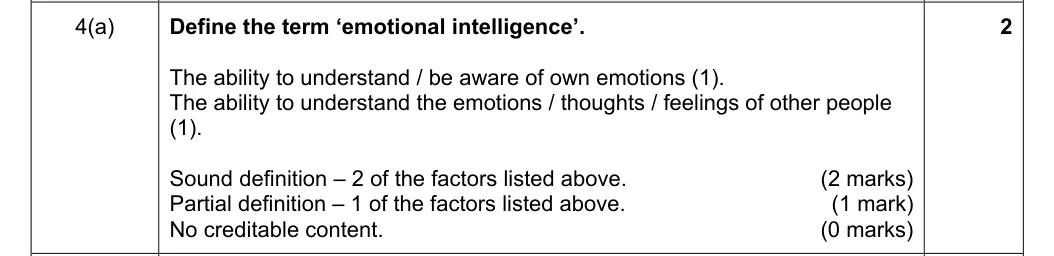 4(a) Define the term ‘emotional intelligence’. 2
The ability to understand / be aware of own emotions (1).
The ability to understand the emotions / thoughts / feelings of other people
(1).
Sound definition – 2 of the factors listed above. (2 marks)
Partial definition – 1 of the factors listed above. (1 mark)
No creditable content. (0 marks)